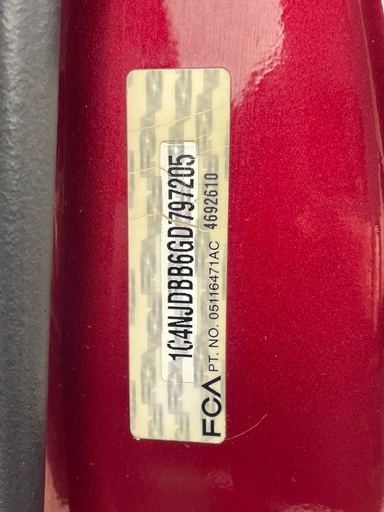 1C4NJDBB6GD797205
4692610
FCA PT. NO. 05116471AC